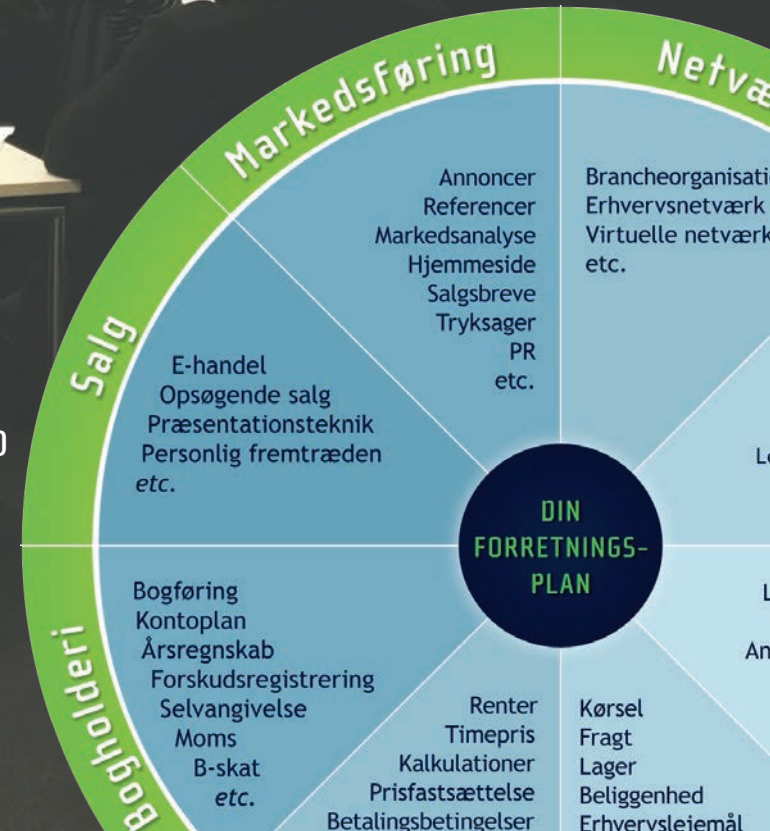 Markedsføring
Annoncer
Referencer
Markedsanalyse
Hjemmeside
Salgsbreve
Tryksager
PR
etc.
Brancheorganisati
Erhvervsnetværk
Virtuelle netværk
etc.
Salg
E-handel
Opsøgende salg
Præsentationsteknik
Personlig fremtræden
etc.
DIN
FORRETNINGS-
PLAN
Bogholderi
Bogføring
Kontoplan
Årsregnskab
Forskudsregistrering
Selvangivelse
Moms
B-skat
etc.
Renter
Timepris
Kalkulationer
Prisfastsættelse
Betalingsbetingelser
Kørsel
Fragt
Lager
Beliggenhed
Erhvervslejemål